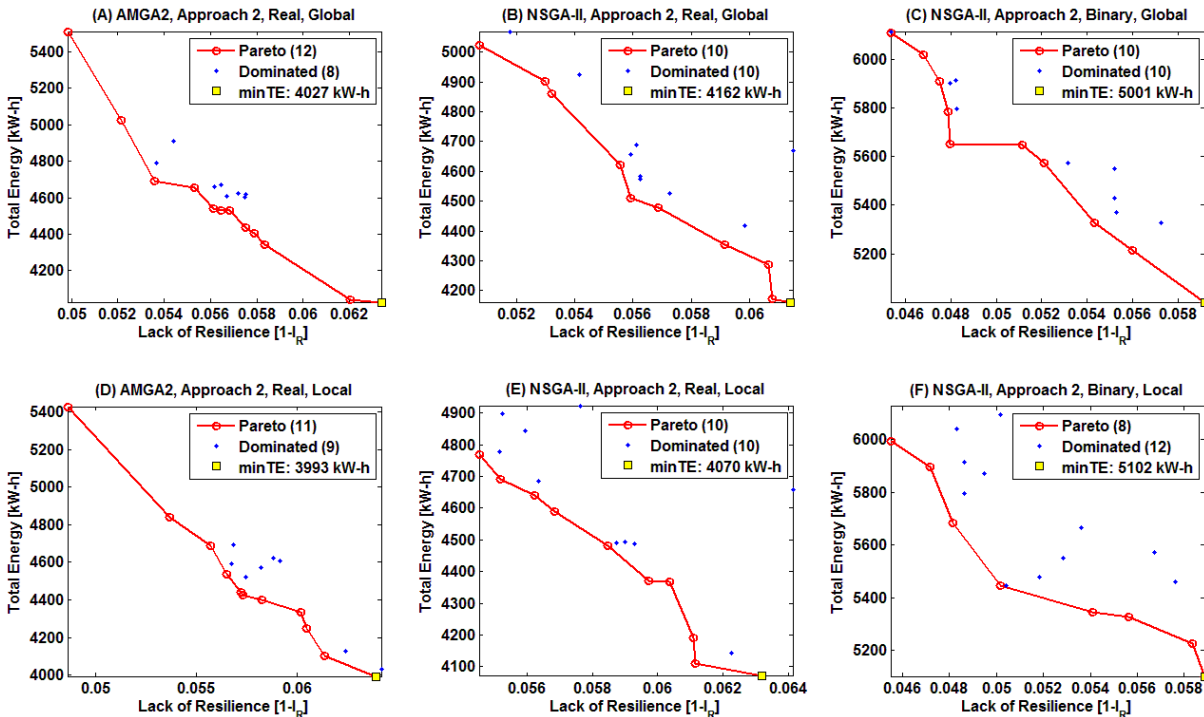 (A) AMGA2, Approach 2, Real, Global
Total Energy [kW-h]
5400
5200
5000
4800
4600
4400
4200
Pareto (12)
Dominated (8)
minTE: 4027 kW-h
0.05 0.052 0.054 0.056 0.058 0.06 0.062
Lack of Resilience [1-I_R]
(B) NSGA-II, Approach 2, Real, Global
Total Energy [kW-h]
5000
4900
4800
4700
4600
4500
4400
4300
4200
Pareto (10)
Dominated (10)
minTE: 4162 kW-h
0.052 0.054 0.056 0.058 0.06
Lack of Resilience [1-I_R]
(C) NSGA-II, Approach 2, Binary, Global
Total Energy [kW-h]
6000
5800
5600
5400
5200
Pareto (10)
Dominated (10)
minTE: 5001 kW-h
0.046 0.048 0.05 0.052 0.054 0.056 0.058
Lack of Resilience [1-I_R]
(D) AMGA2, Approach 2, Real, Local
Total Energy [kW-h]
5400
5200
5000
4800
4600
4400
4200
4000
Pareto (11)
Dominated (9)
minTE: 3993 kW-h
0.05 0.055 0.06
Lack of Resilience [1-I_R]
(E) NSGA-II, Approach 2, Real, Local
Total Energy [kW-h]
4900
4800
4700
4600
4500
4400
4300
4200
4100
Pareto (10)
Dominated (10)
minTE: 4070 kW-h
0.056 0.058 0.06 0.062 0.064
Lack of Resilience [1-I_R]
(F) NSGA-II, Approach 2, Binary, Local
Total Energy [kW-h]
6000
5800
5600
5400
5200
Pareto (8)
Dominated (12)
minTE: 5102 kW-h
0.046 0.048 0.05 0.052 0.054 0.056 0.058
Lack of Resilience [1-I_R]